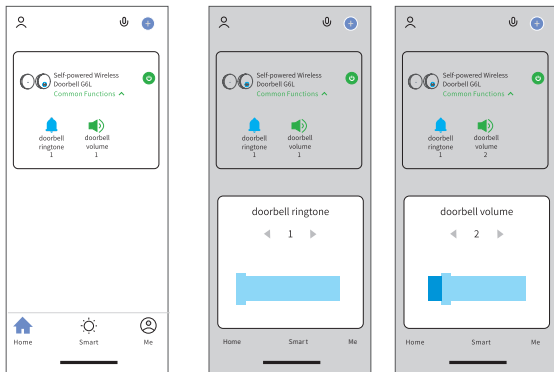 Self-powered Wireless
Doorbell G6L
Common Functions
doorbell
ringtone
1
doorbell
volume
1
Home
Smart
Me
Self-powered Wireless
Doorbell G6L
Common Functions
doorbell
ringtone
1
doorbell
volume
1
doorbell ringtone
1
Home
Smart
Me
Self-powered Wireless
Doorbell G6L
Common Functions
doorbell
ringtone
1
doorbell
volume
2
doorbell volume
2
Home
Smart
Me